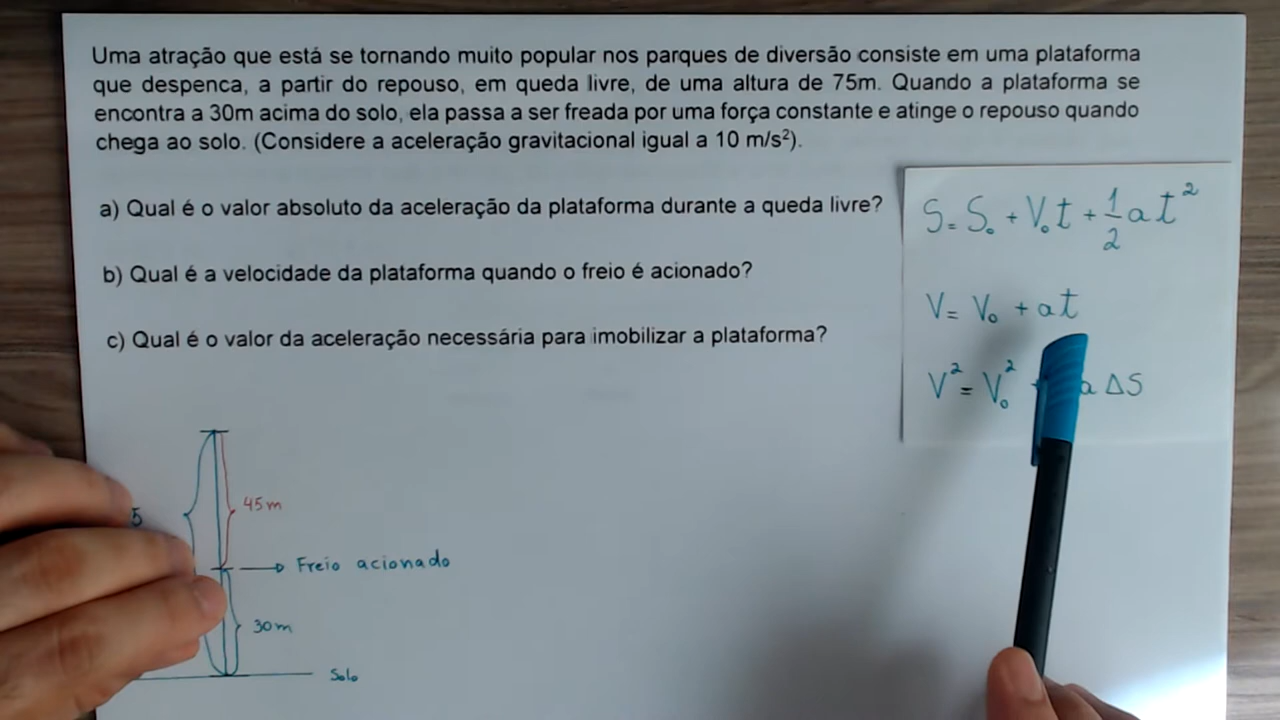 Uma atração que está se tornando muito popular nos parques de diversão consiste em uma plataforma
que despenca, a partir do repouso, em queda livre, de uma altura de 75m. Quando a plataforma se
encontra a 30m acima do solo, ela passa a ser freada por uma força constante e atinge o repouso quando
chega ao solo. (Considere a aceleração gravitacional igual a 10 m/s²).
a) Qual é o valor absoluto da aceleração da plataforma durante a queda livre?
S = S₀ + V₀t + 1/2 at²
b) Qual é a velocidade da plataforma quando o freio é acionado?
V = V₀ + at
c) Qual é o valor da aceleração necessária para imobilizar a plataforma?
V² = V₀² a ΔS
45m
5
Freio acionado
30m
Solo